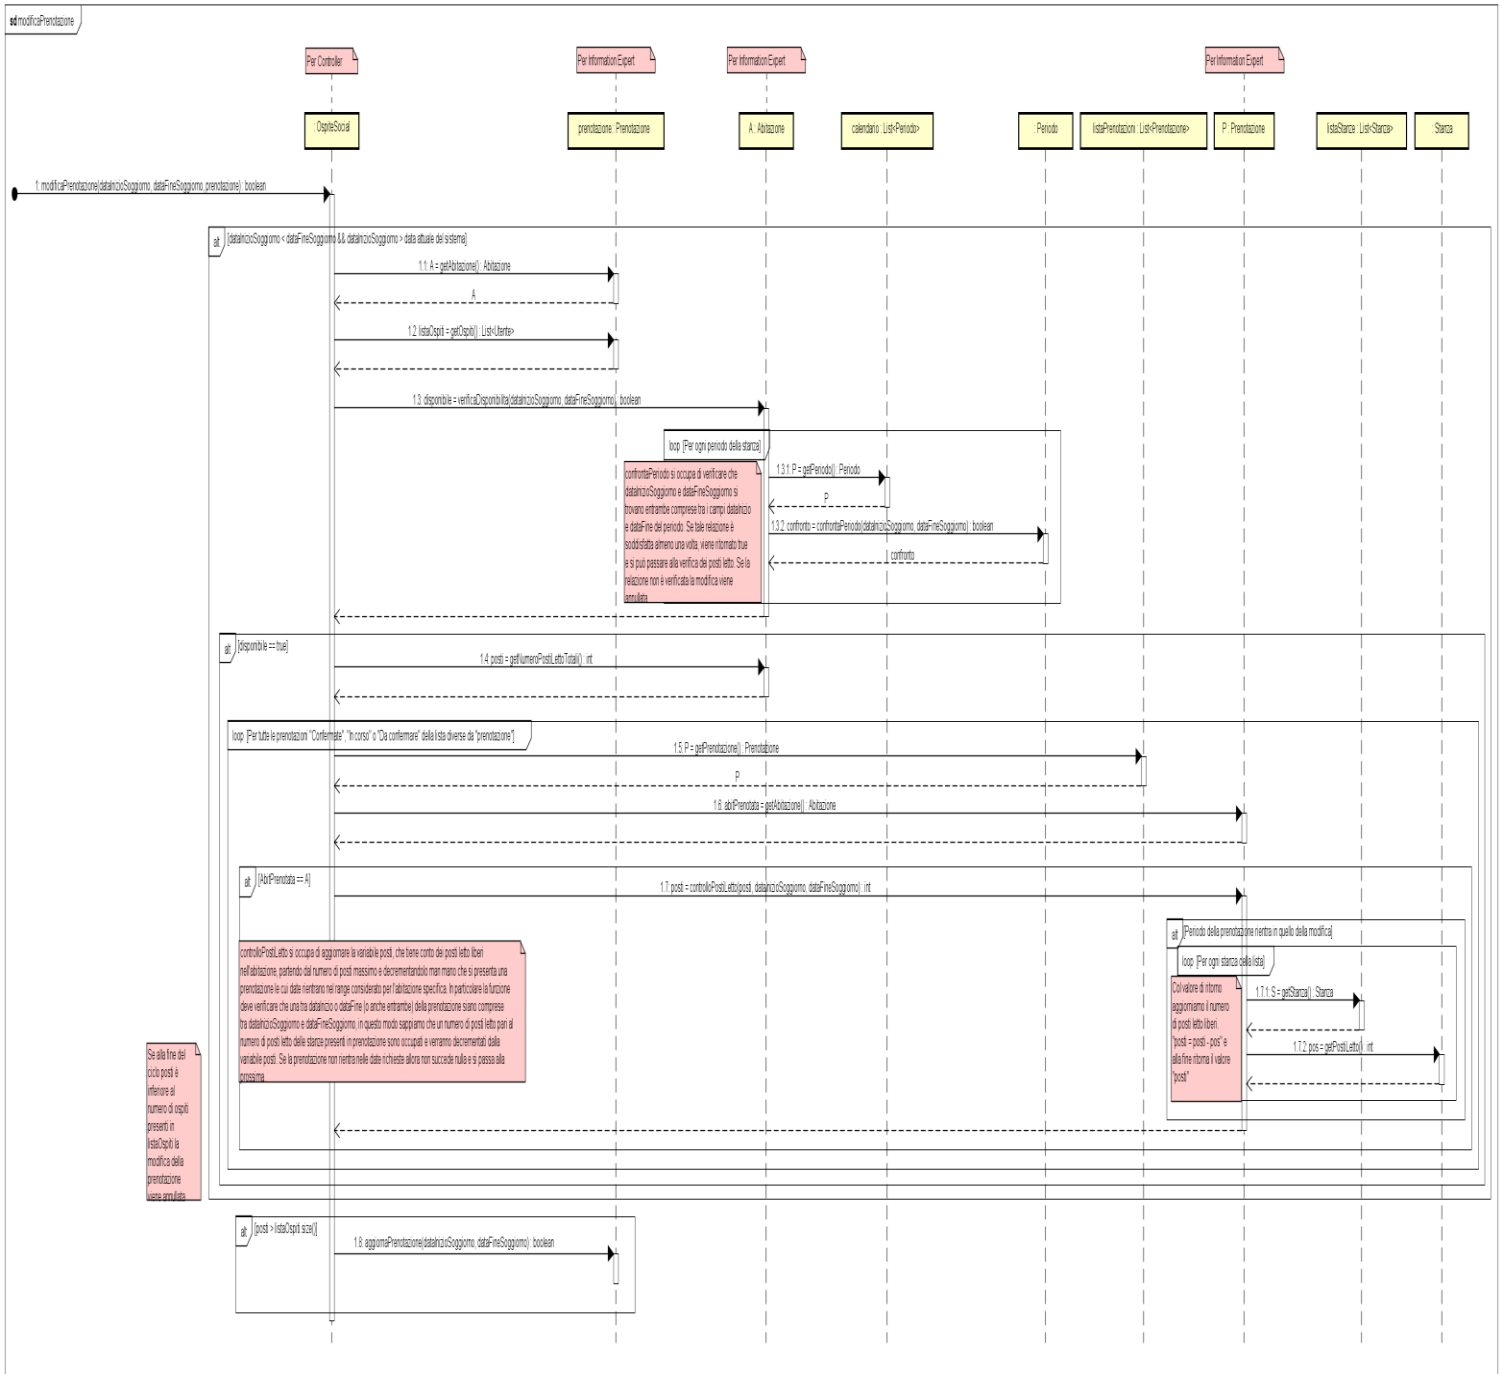 sd modificaPrenotazione
Per Controller
Per Information Expert
Per Information Expert
Per Information Expert
: OspiteSocial
prenotazione : Prenotazione
A : Abitazione
calendario : List<Periodo>
: Periodo
listaPrenotazioni : List<Prenotazione>
P : Prenotazione
listaStanze : List<Stanza>
: Stanza
1: modificaPrenotazione(dataInizioSoggiorno, dataFineSoggiorno, prenotazione) : boolean
alt [dataInizioSoggiorno < dataFineSoggiorno && dataInizioSoggiorno > data attuale del sistema]
1.1: A = getAbitazione() : Abitazione
A
1.2: listaOspiti = getOspiti() : List<Utente>
1.3: disponibile = verificaDisponibilita(dataInizioSoggiorno, dataFineSoggiorno) : boolean
loop [Per ogni periodo della stanza]
confrontaPeriodo si occupa di verificare che
dataInizioSoggiorno e dataFineSoggiorno si
trovano entrambe comprese tra i campi dataInizio
e dataFine del periodo. Se tale relazione è
soddisfatta almeno una volta, viene ritornato true
e si può passare alla verifica dei posti letto. Se la
relazione non è verificata la modifica viene
annullata
1.3.1: P = getPeriodo() : Periodo
P
1.3.2: confronto = confrontaPeriodo(dataInizioSoggiorno, dataFineSoggiorno) : boolean
confronto
alt [disponibile == true]
1.4: posti = getNumeroPostiLettoTotali() : int
loop [Per tutte le prenotazioni "Confermate", "In corso" o "Da confermare" della lista diverse da "prenotazione"]
1.5: P = getPrenotazione() : Prenotazione
P
1.6: abitPrenotata = getAbitazione() : Abitazione
alt [AbitPrenotata == A]
1.7: posti = controlloPostiLetto(posti, dataInizioSoggiorno, dataFineSoggiorno) : int
alt [Periodo della prenotazione rientra in quello della modifica]
loop [Per ogni stanza della lista]
Col valore di ritorno
aggiorniamo il numero
di posti letto liberi.
"posti = posti - pos" e
alla fine ritorna il valore
"posti"
1.7.1: S = getStanza() : Stanza
1.7.2: pos = getPostiLetto() : int
controlloPostiLetto si occupa di aggiornare la variabile posti, che tiene conto dei posti letto liberi
nell'abitazione, partendo dal numero di posti massimo e decrementandolo man mano che si presenta una
prenotazione le cui date rientrano nel range considerato per l'abitazione specifica. In particolare la funzione
deve verificare che una tra dataInizio o dataFine (o anche entrambe) della prenotazione siano comprese
tra dataInizioSoggiorno e dataFineSoggiorno, in questo modo sappiamo che un numero di posti letto pari al
numero di posti letto delle stanze presenti in prenotazione sono occupati e verranno decrementati dalla
variabile posti. Se la prenotazione non rientra nelle date richieste allora non succede nulla e si passa alla
prossima
Se alla fine del
ciclo posti è
inferiore al
numero di ospiti
presenti in
listaOspiti la
modifica della
prenotazione
viene annullata
alt [posti > listaOspiti.size()]
1.8: aggiornaPrenotazione(dataInizioSoggiorno, dataFineSoggiorno) : boolean